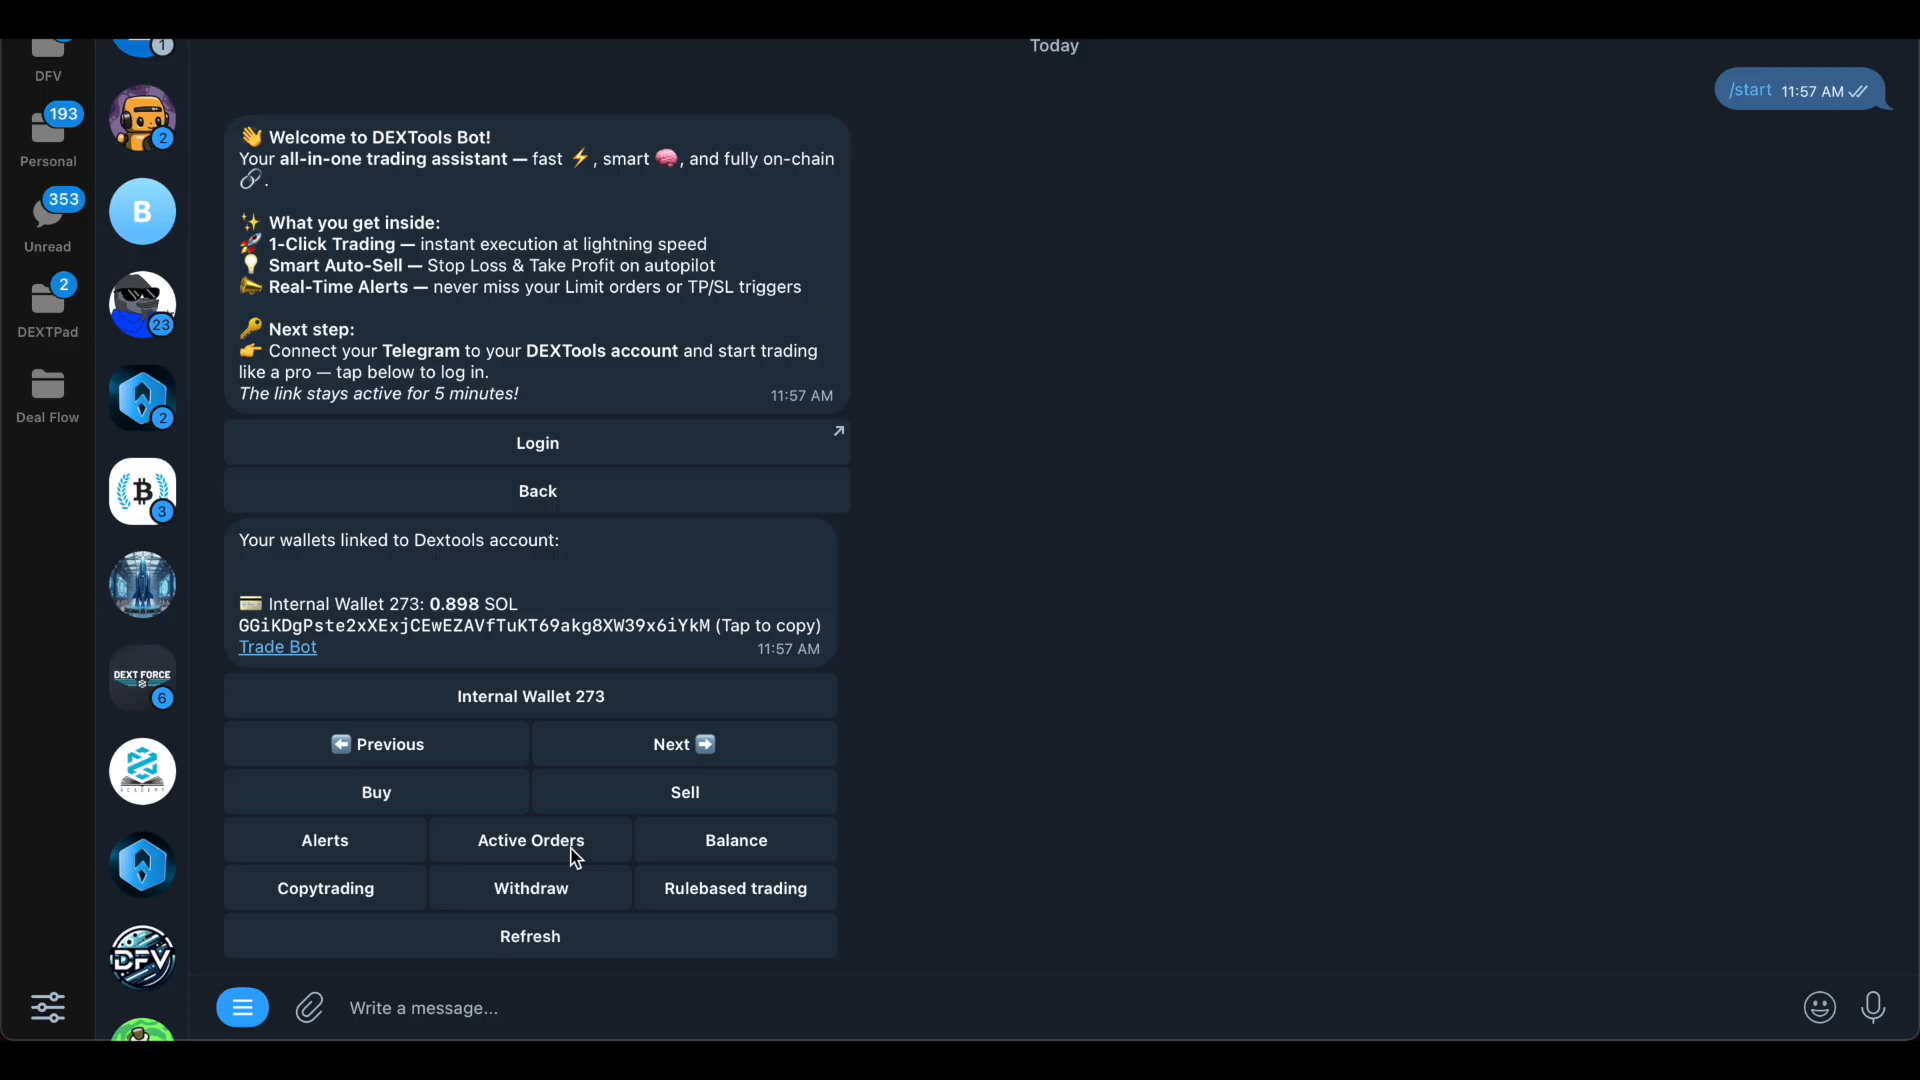 Today
/start 11:57 AM
👋 Welcome to DEXTools Bot!
Your all-in-one trading assistant — fast ⚡, smart 🧠, and fully on-chain
🔗.
✨ What you get inside:
🚀 1-Click Trading — instant execution at lightning speed
💡 Smart Auto-Sell — Stop Loss & Take Profit on autopilot
📣 Real-Time Alerts — never miss your Limit orders or TP/SL triggers
🔑 Next step:
👉 Connect your Telegram to your DEXTools account and start trading
like a pro — tap below to log in.
The link stays active for 5 minutes!
11:57 AM
Login
Back
Your wallets linked to Dextools account:
💳 Internal Wallet 273: 0.898 SOL
GGiKDgPste2xXExjCEwEZAVfTuKT69akg8XW39x6iYkM (Tap to copy)
Trade Bot
11:57 AM
Internal Wallet 273
⬅️ Previous
Next ➡️
Buy
Sell
Alerts
Active Orders
Balance
Copytrading
Withdraw
Rulebased trading
Refresh
Write a message...
DFV
193
Personal
353
Unread
2
DEXTPad
Deal Flow
1
2
B
23
2
3
DEXT FORCE
6
ACADEMY
DFV